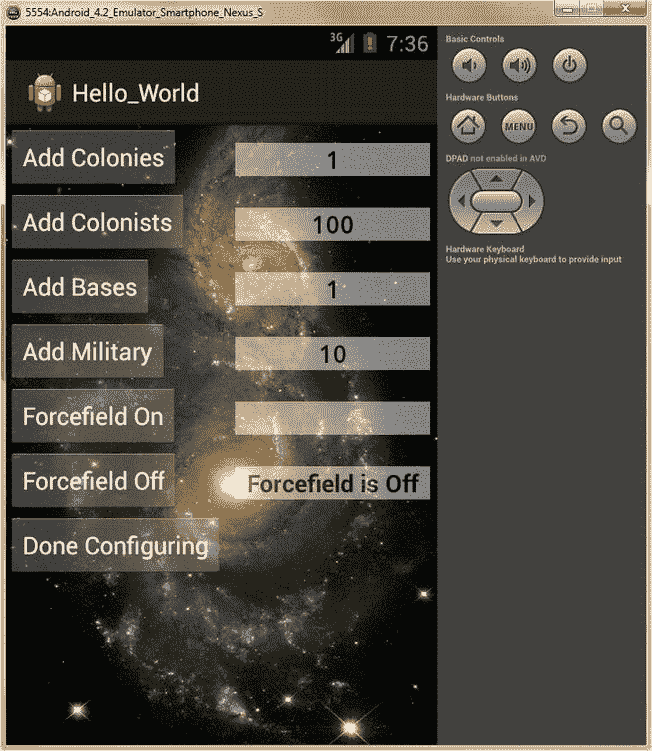 5554:Android_4.2_Emulator_Smartphone_Nexus_S
3G 7:36
Hello_World
Add Colonies 1
Add Colonists 100
Add Bases 1
Add Military 10
Forcefield On
Forcefield Off Forcefield is Off
Done Configuring
Basic Controls
Hardware Buttons
MENU
DPAD not enabled in AVD
Hardware Keyboard
Use your physical keyboard to provide input